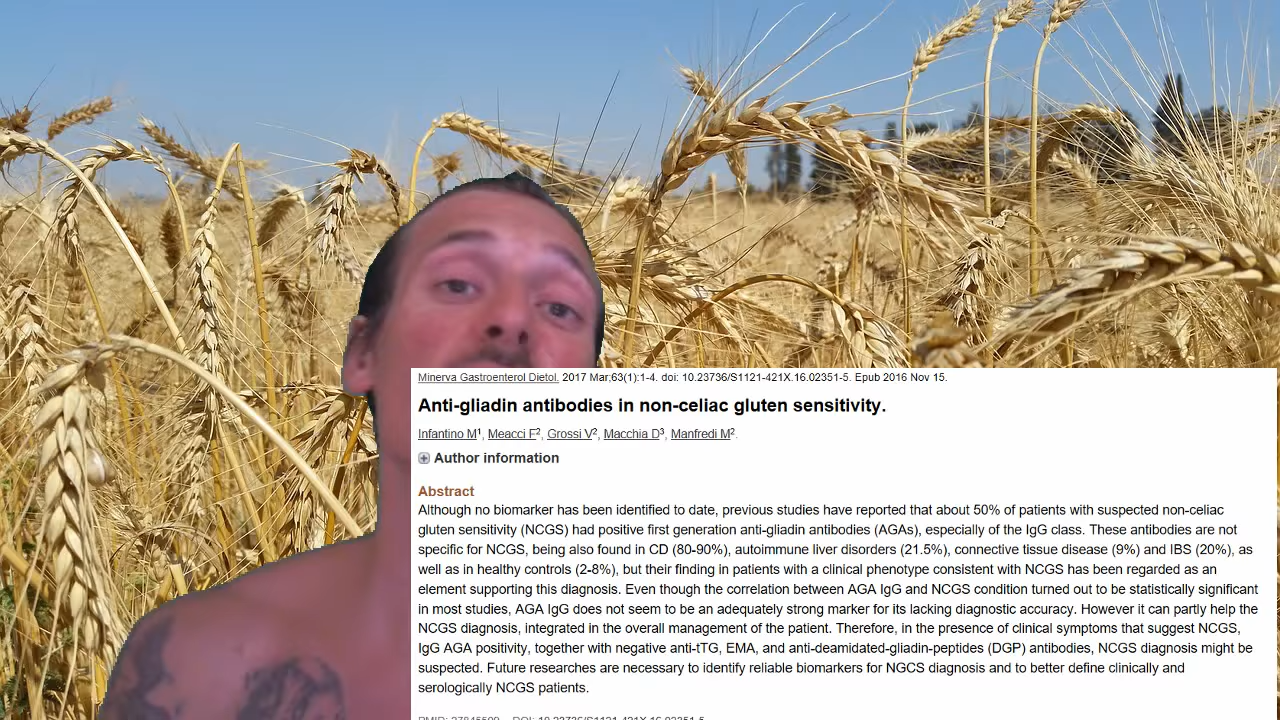 Minerva Gastroenterol Dietol. 2017 Mar;63(1):1-4. doi: 10.23736/S1121-421X.16.02351-5. Epub 2016 Nov 15.
Anti-gliadin antibodies in non-celiac gluten sensitivity.
Infantino M¹, Meacci F², Grossi V², Macchia D³, Manfredi M².
Author information
Abstract
Although no biomarker has been identified to date, previous studies have reported that about 50% of patients with suspected non-celiac
gluten sensitivity (NCGS) had positive first generation anti-gliadin antibodies (AGAs), especially of the IgG class. These antibodies are not
specific for NCGS, being also found in CD (80-90%), autoimmune liver disorders (21.5%), connective tissue disease (9%) and IBS (20%), as
well as in healthy controls (2-8%), but their finding in patients with a clinical phenotype consistent with NCGS has been regarded as an
element supporting this diagnosis. Even though the correlation between AGA IgG and NCGS condition turned out to be statistically significant
in most studies, AGA IgG does not seem to be an adequately strong marker for its lacking diagnostic accuracy. However it can partly help the
NCGS diagnosis, integrated in the overall management of the patient. Therefore, in the presence of clinical symptoms that suggest NCGS,
IgG AGA positivity, together with negative anti-tTG, EMA, and anti-deamidated-gliadin-peptides (DGP) antibodies, NCGS diagnosis might be
suspected. Future researches are necessary to identify reliable biomarkers for NGCS diagnosis and to better define clinically and
serologically NCGS patients.